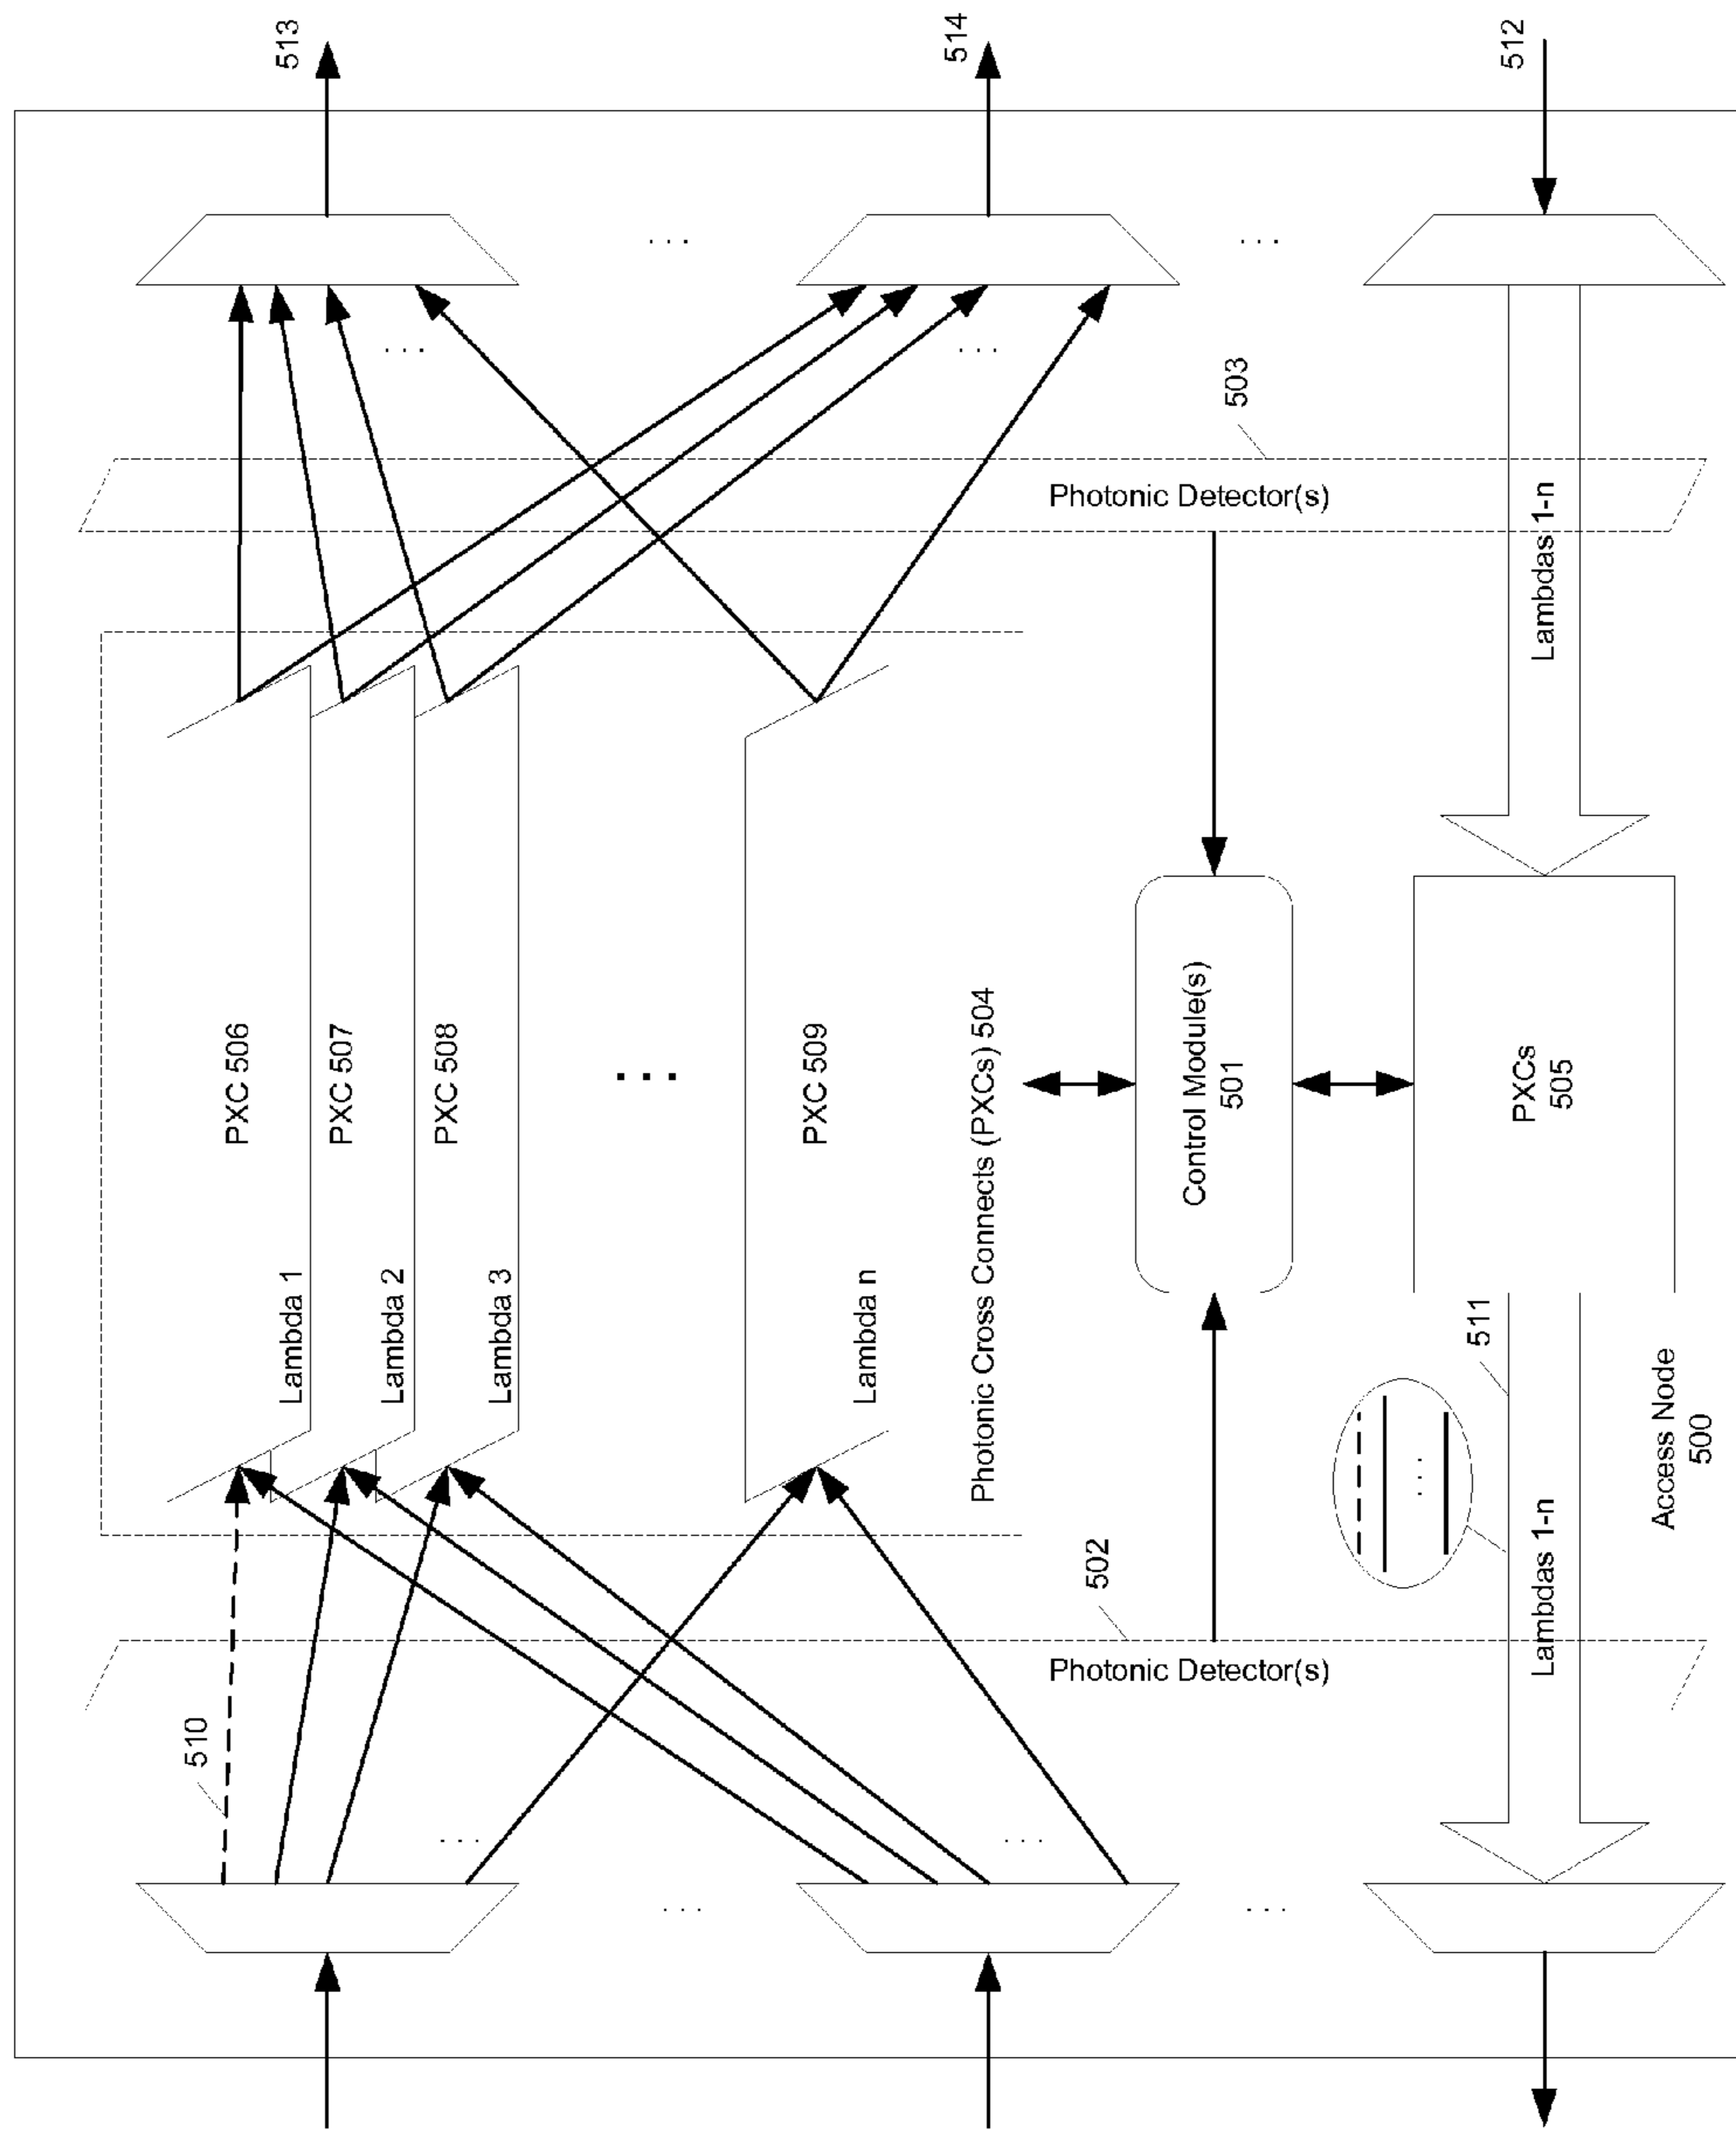 510
PXC 506
Lambda 1
PXC 507
Lambda 2
PXC 508
Lambda 3
. . .
PXC 509
Lambda n
Photonic Cross Connects (PXCs) 504
513
514
512
502
Photonic Detector(s)
503
Photonic Detector(s)
Control Module(s)
501
PXCs
505
511
Lambdas 1-n
Lambdas 1-n
Access Node
500